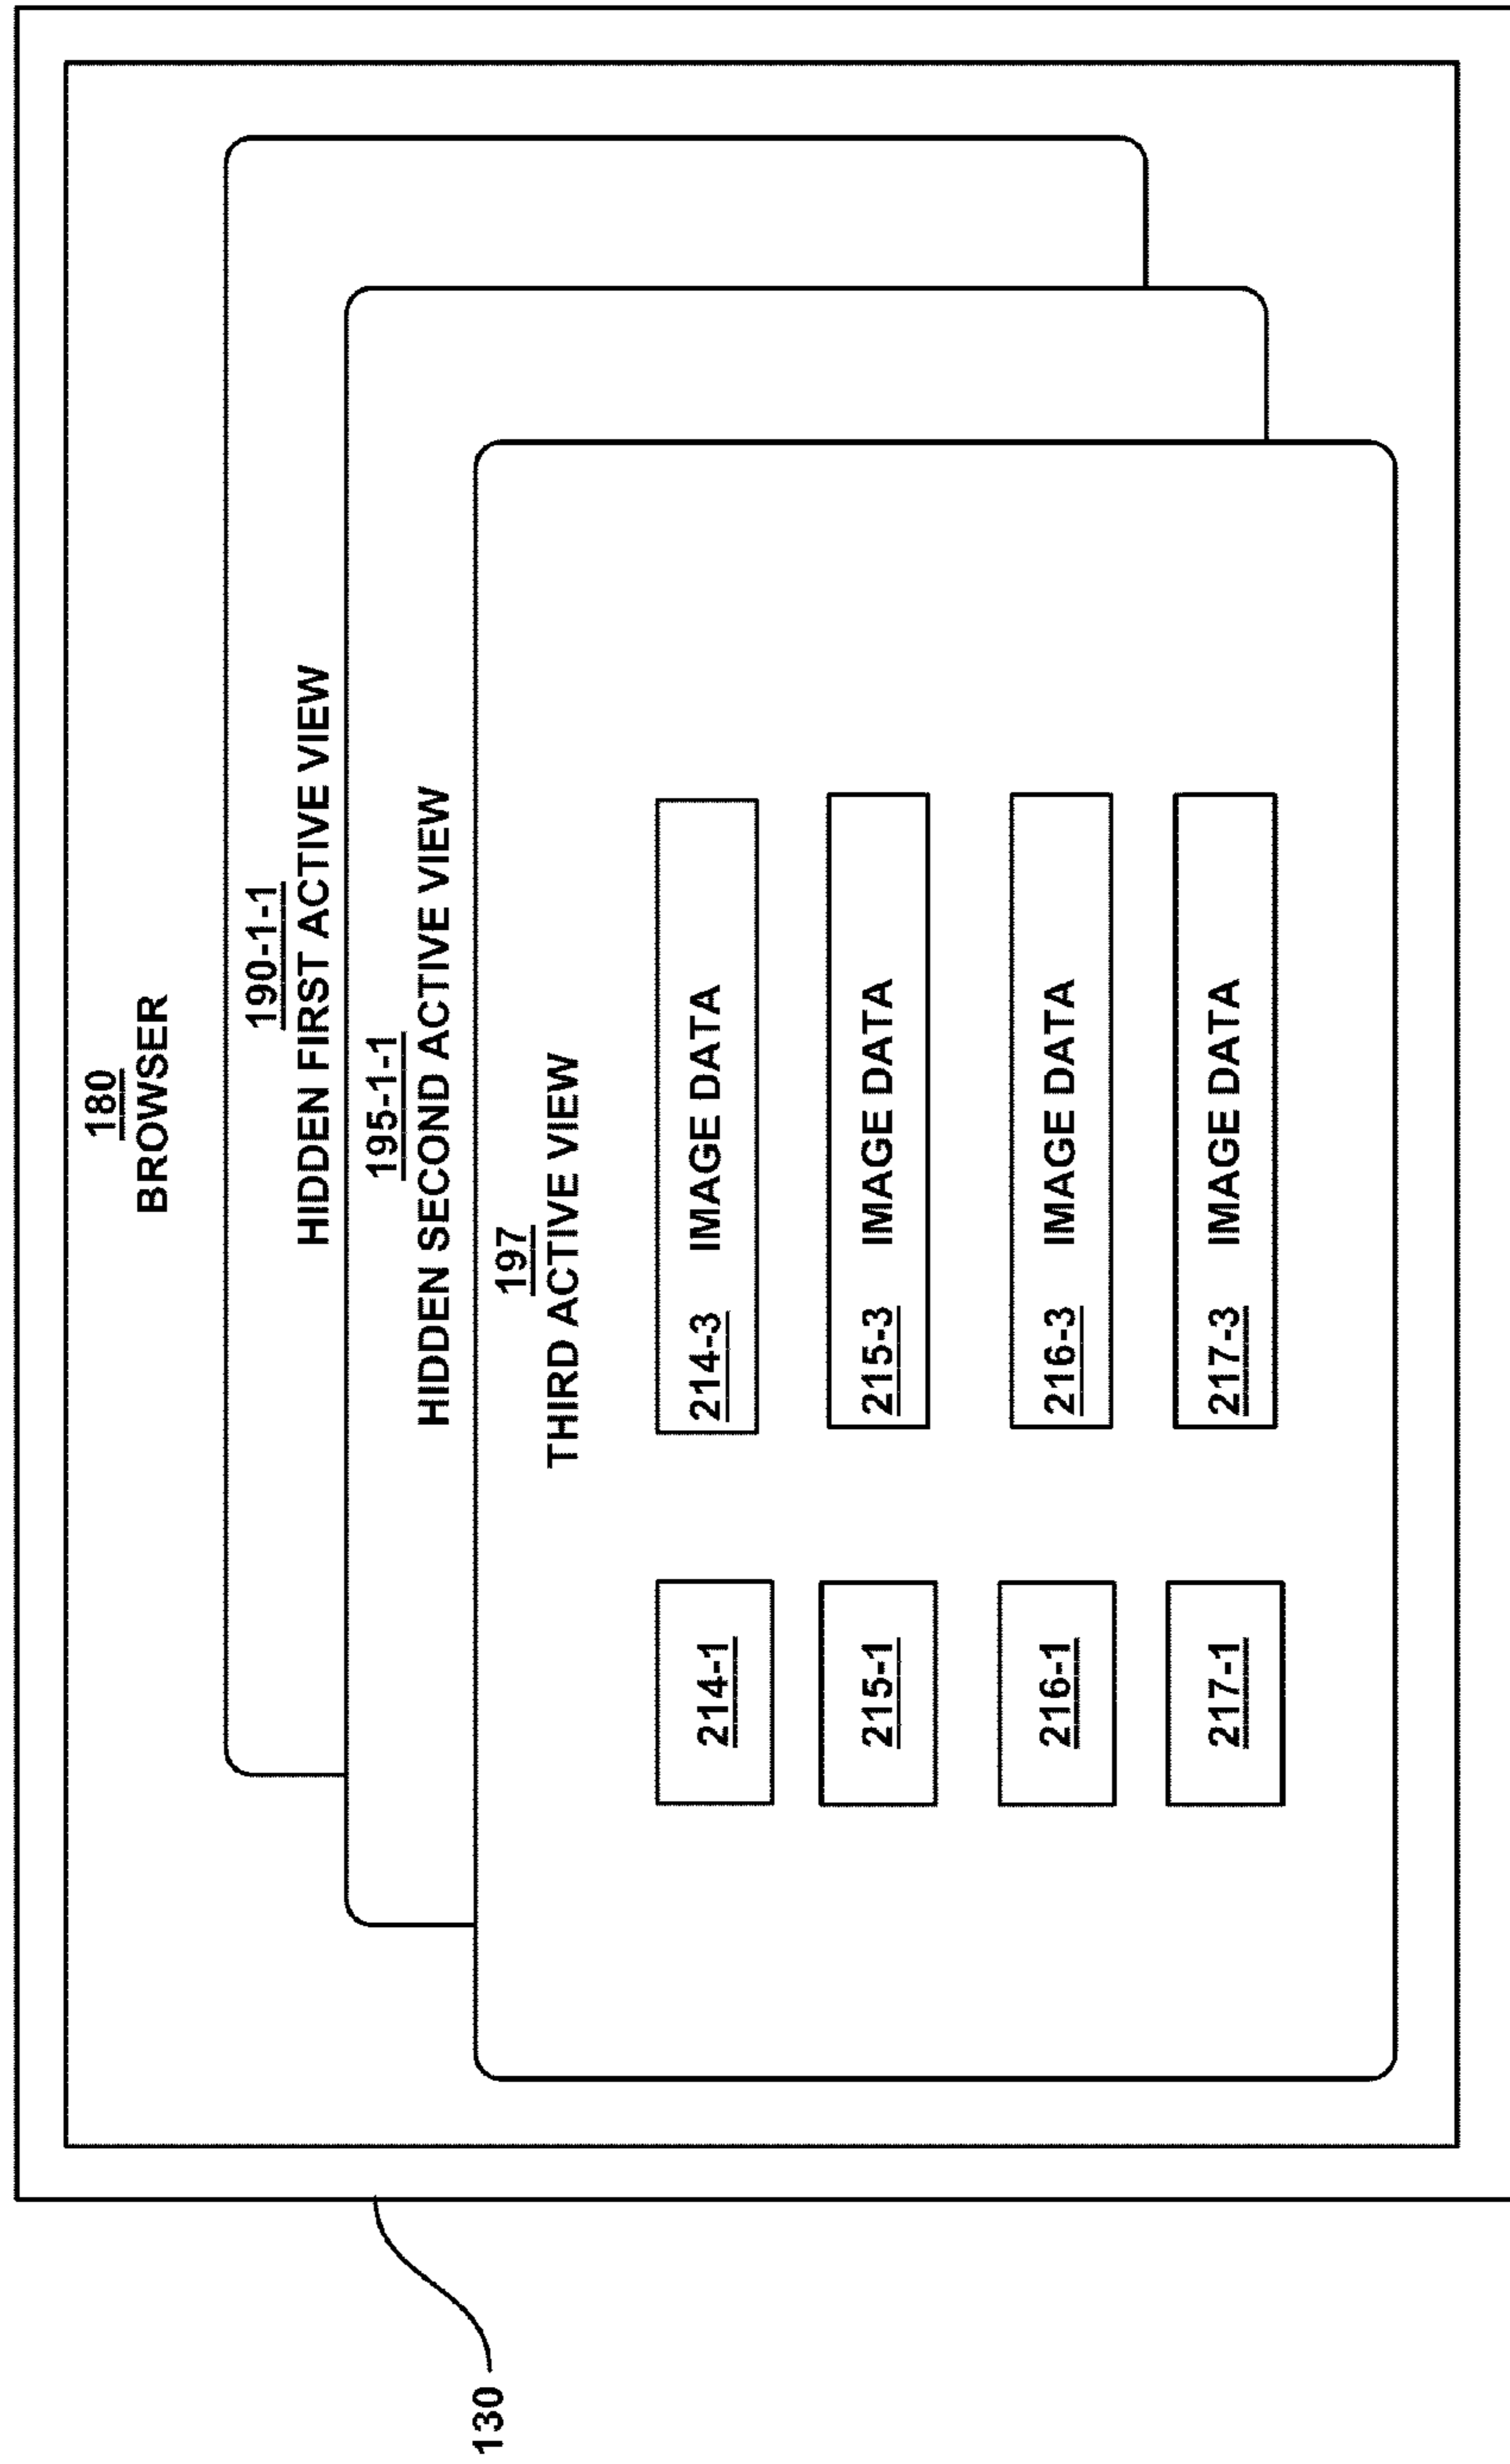 180
BROWSER
190-1-1
HIDDEN FIRST ACTIVE VIEW
195-1-1
HIDDEN SECOND ACTIVE VIEW
197
THIRD ACTIVE VIEW
214-1
214-3 IMAGE DATA
215-1
215-3 IMAGE DATA
216-1
216-3 IMAGE DATA
217-1
217-3 IMAGE DATA
130